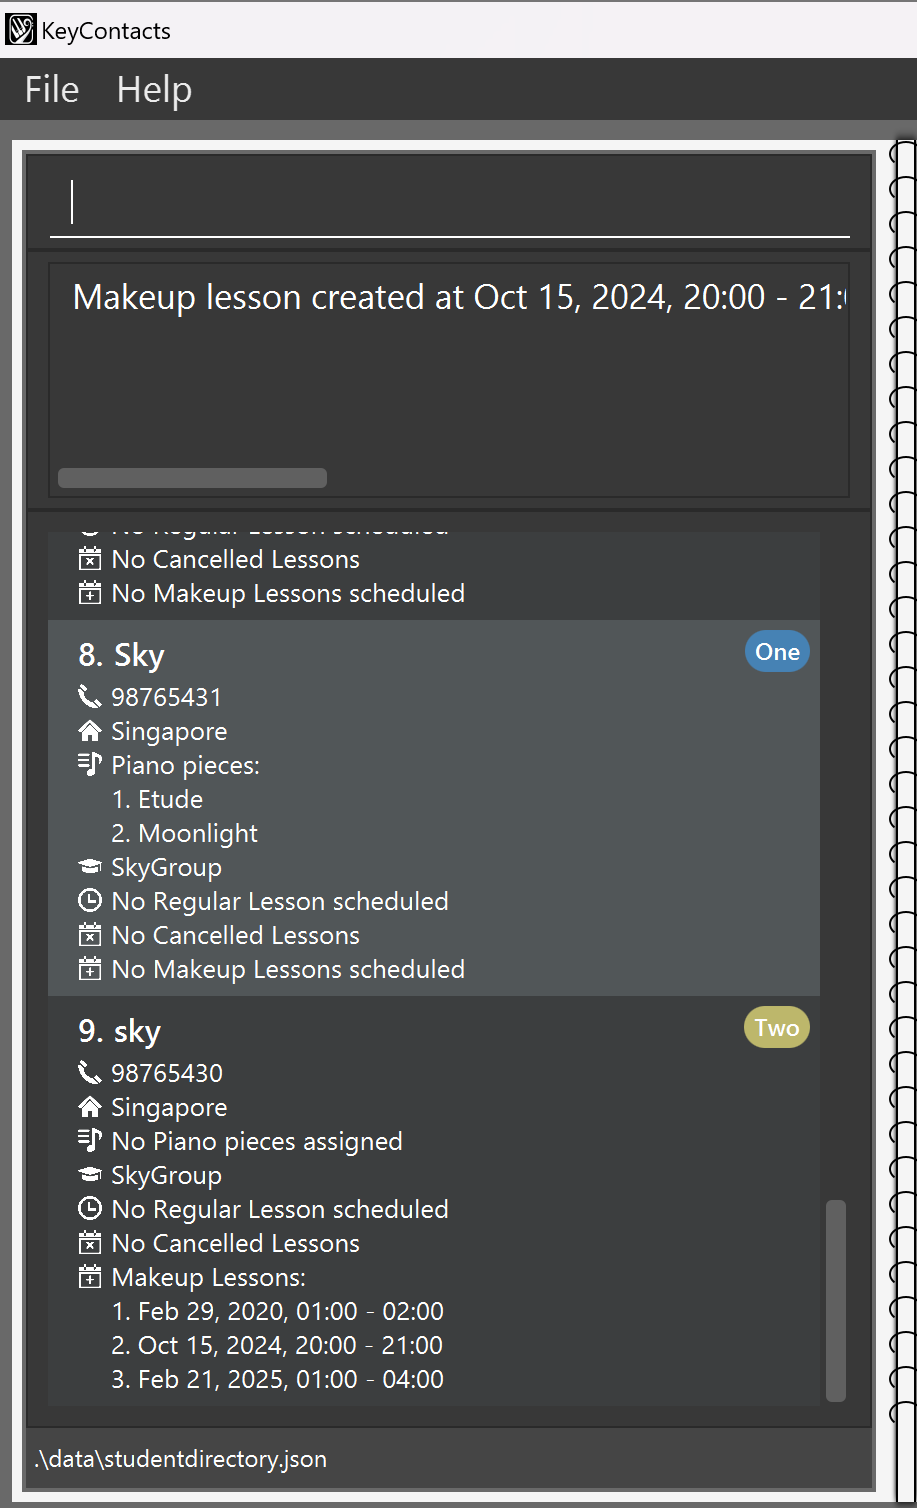 KeyContacts
File Help
Makeup lesson created at Oct 15, 2024, 20:00 - 21:
No Regular Lesson scheduled
No Cancelled Lessons
No Makeup Lessons scheduled
8. Sky
One
98765431
Singapore
Piano pieces:
1. Etude
2. Moonlight
SkyGroup
No Regular Lesson scheduled
No Cancelled Lessons
No Makeup Lessons scheduled
9. sky
Two
98765430
Singapore
No Piano pieces assigned
SkyGroup
No Regular Lesson scheduled
No Cancelled Lessons
Makeup Lessons:
1. Feb 29, 2020, 01:00 - 02:00
2. Oct 15, 2024, 20:00 - 21:00
3. Feb 21, 2025, 01:00 - 04:00
.\data\studentdirectory.json